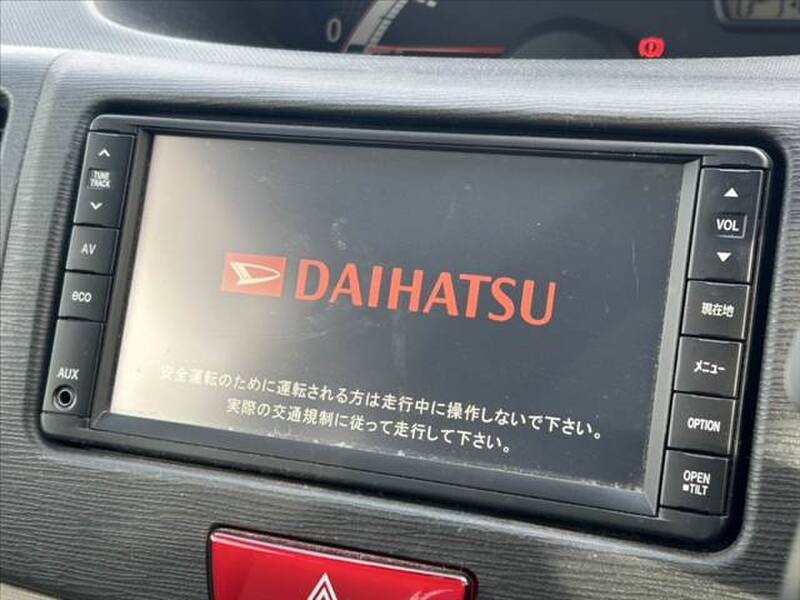 0
TUNE
TRACK
AV
eco
AUX
DAIHATSU
安全運転のために運転される方は走行中に操作しないで下さい。
実際の交通規制に従って走行して下さい。
VOL
現在地
メニュー
OPTION
OPEN
TILT